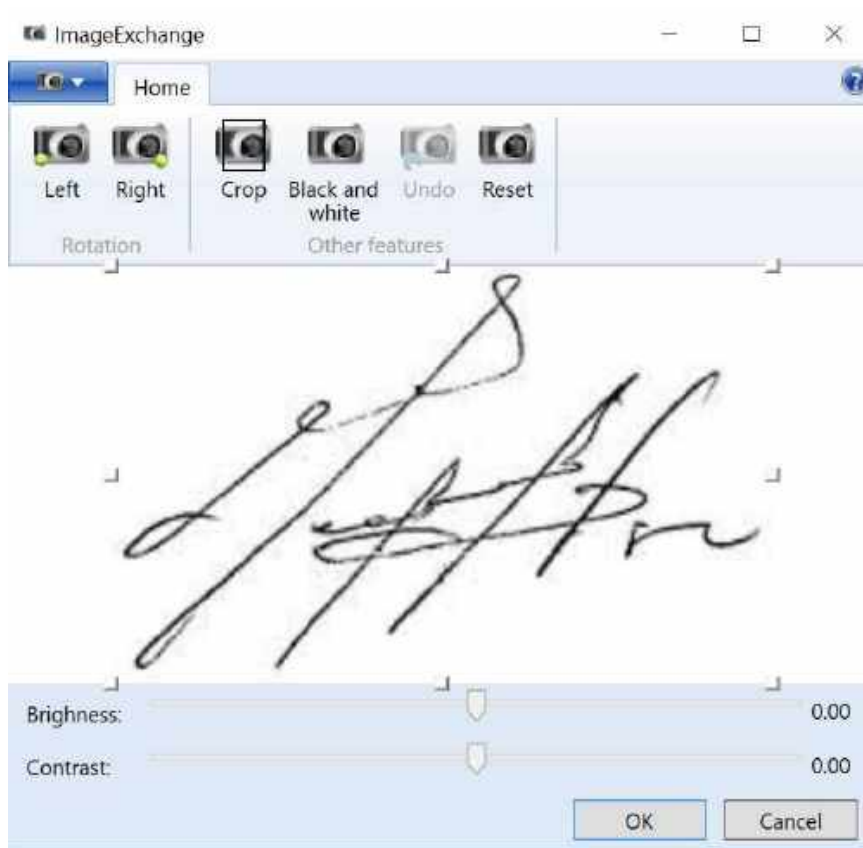 ImageExchange
Home
Left
Right
Crop
Black and white
Undo
Reset
Rotation
Other features
Brighness:
0.00
Contrast:
0.00
OK
Cancel